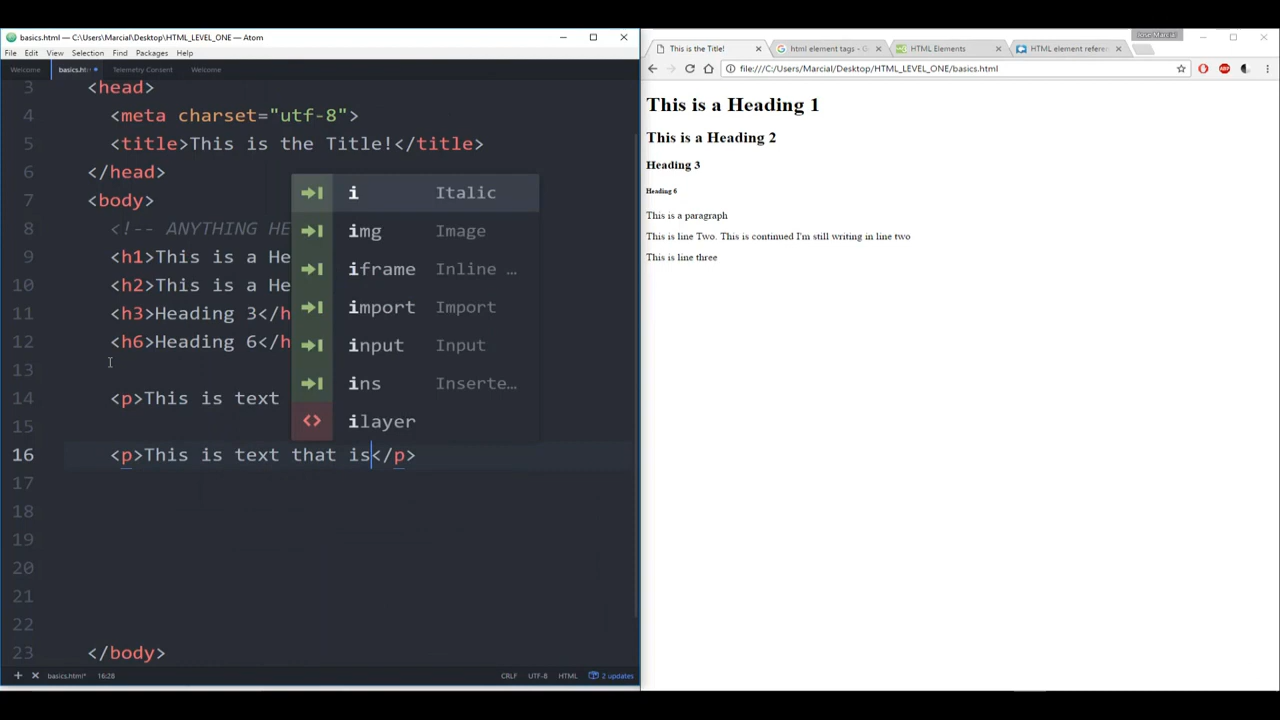 basics.html — C:\Users\Marcial\Desktop\HTML_LEVEL_ONE — Atom
File Edit View Selection Find Packages Help
Welcome basics.ht Telemetry Consent Welcome
3 <head>
4 <meta charset="utf-8">
5 <title>This is the Title!</title>
6 </head>
7 <body>
8 <!-- ANYTHING HE
9 <h1>This is a He
10 <h2>This is a He
11 <h3>Heading 3</h
12 <h6>Heading 6</h
13
14 <p>This is text
15
16 <p>This is text that is</p>
17
18
19
20
21
22
23 </body>
i Italic
img Image
iframe Inline …
import Import
input Input
ins Inserte…
ilayer
basics.html* 16:28 CRLF UTF-8 HTML 2 updates
Jose Marcial
This is the Title! html element tags - G HTML Elements HTML element refere
file:///C:/Users/Marcial/Desktop/HTML_LEVEL_ONE/basics.html
ABP
This is a Heading 1
This is a Heading 2
Heading 3
Heading 6
This is a paragraph
This is line Two. This is continued I'm still writing in line two
This is line three